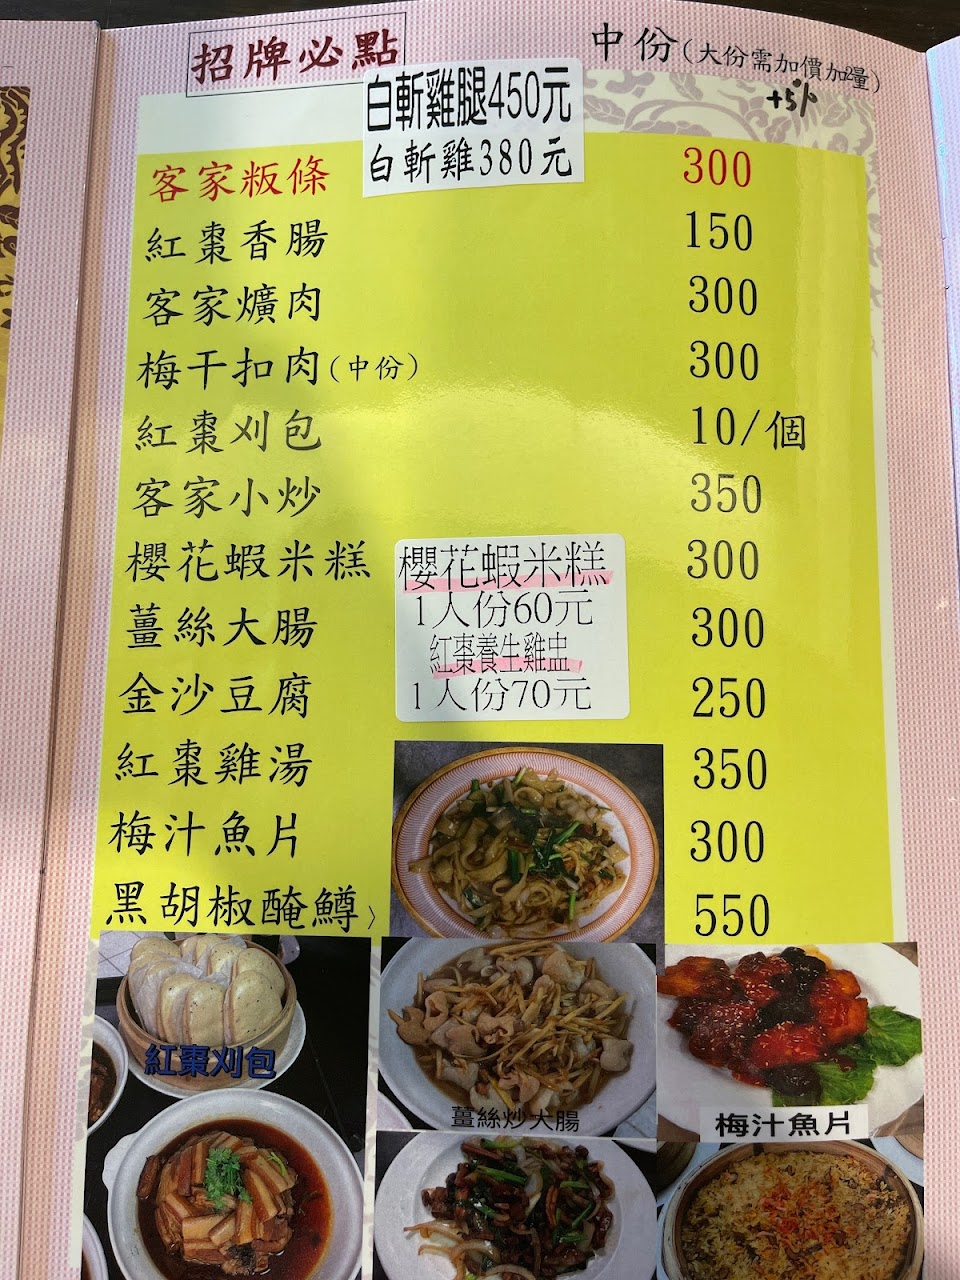 招牌必點
中份(大份需加價加量)
+5%
白斬雞腿450元
白斬雞380元
客家粄條 300
紅棗香腸 150
客家爌肉 300
梅干扣肉(中份) 300
紅棗刈包 10/個
客家小炒 350
櫻花蝦米糕 300
櫻花蝦米糕
1人份60元
紅棗養生雞盅
1人份70元
薑絲大腸 300
金沙豆腐 250
紅棗雞湯 350
梅汁魚片 300
黑胡椒醃鱒 550
紅棗刈包
薑絲炒大腸
梅汁魚片